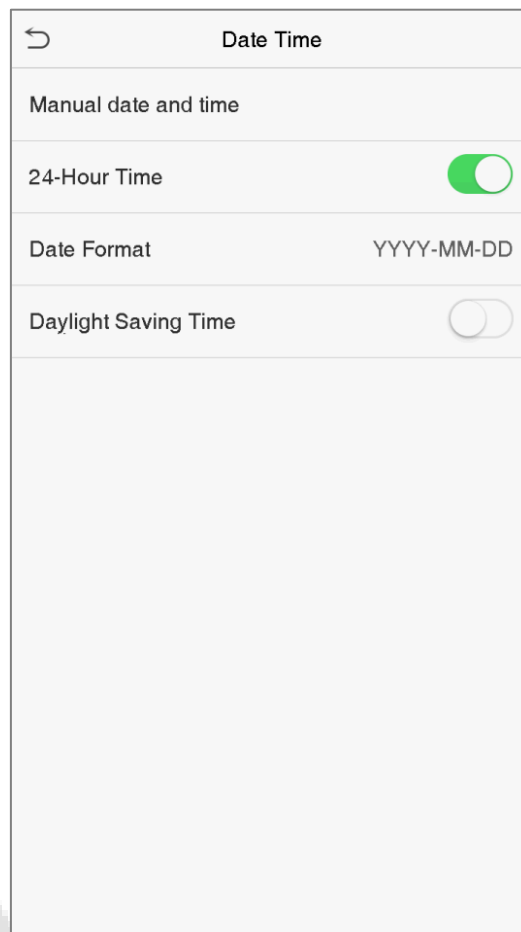 Date Time
Manual date and time
24-Hour Time
Date Format YYYY-MM-DD
Daylight Saving Time